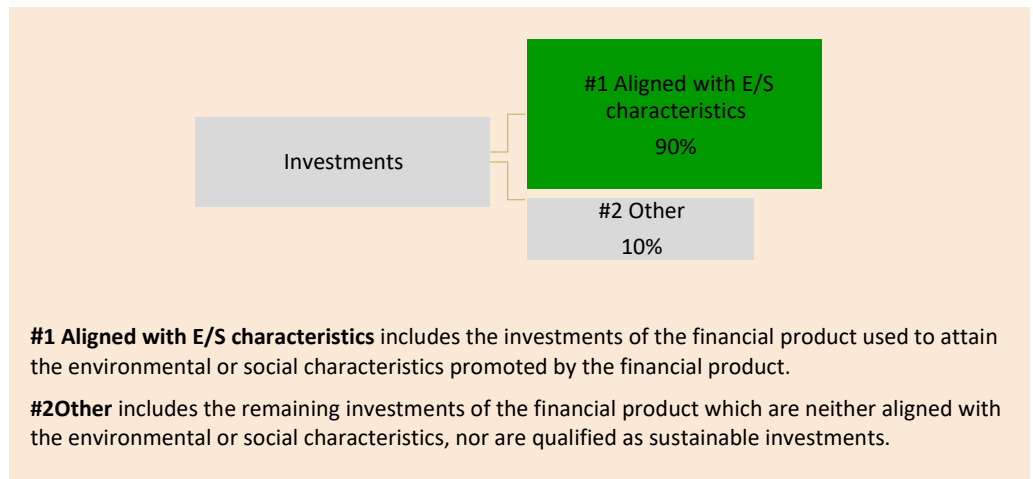 #1 Aligned with E/S
characteristics
90%
Investments
#2 Other
10%
#1 Aligned with E/S characteristics includes the investments of the financial product used to attain
the environmental or social characteristics promoted by the financial product.
#2Other includes the remaining investments of the financial product which are neither aligned with
the environmental or social characteristics, nor are qualified as sustainable investments.